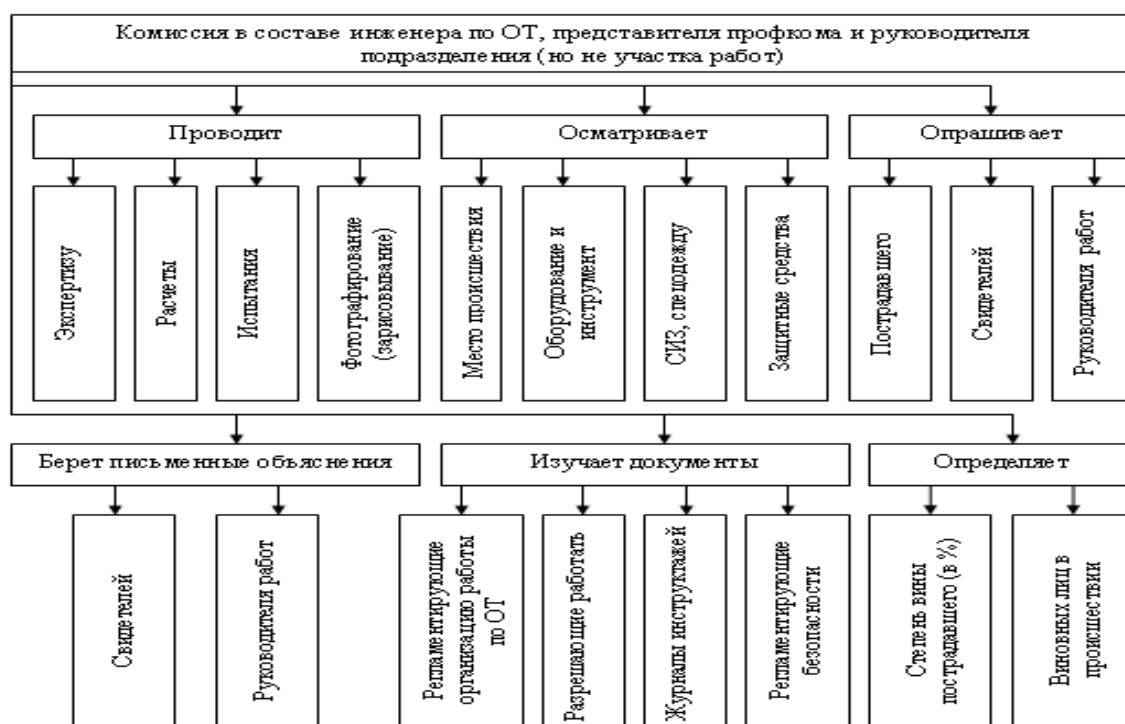 Комиссия в составе инженера по ОТ, представителя профкома и руководителя
подразделения (но не участка работ)
Проводит
Осматривает
Опрашивает
Экспертизу
Расчеты
Испытания
Фотографирование
(зарисовывание)
Место происшествия
Оборудование и
инструмент
СИЗ, спецодежду
Защитные средства
Пострадавшего
Свидетелей
Руководителя работ
Берет письменные объяснения
Изучает документы
Определяет
Свидетелей
Руководителя работ
Регламентирующие
организацию работы
по ОТ
Разрешающие работать
Журналы инструктажей
Регламентирующие
безопасности
Степень вины
пострадавшего (в %)
Виновных лиц в
происшествии